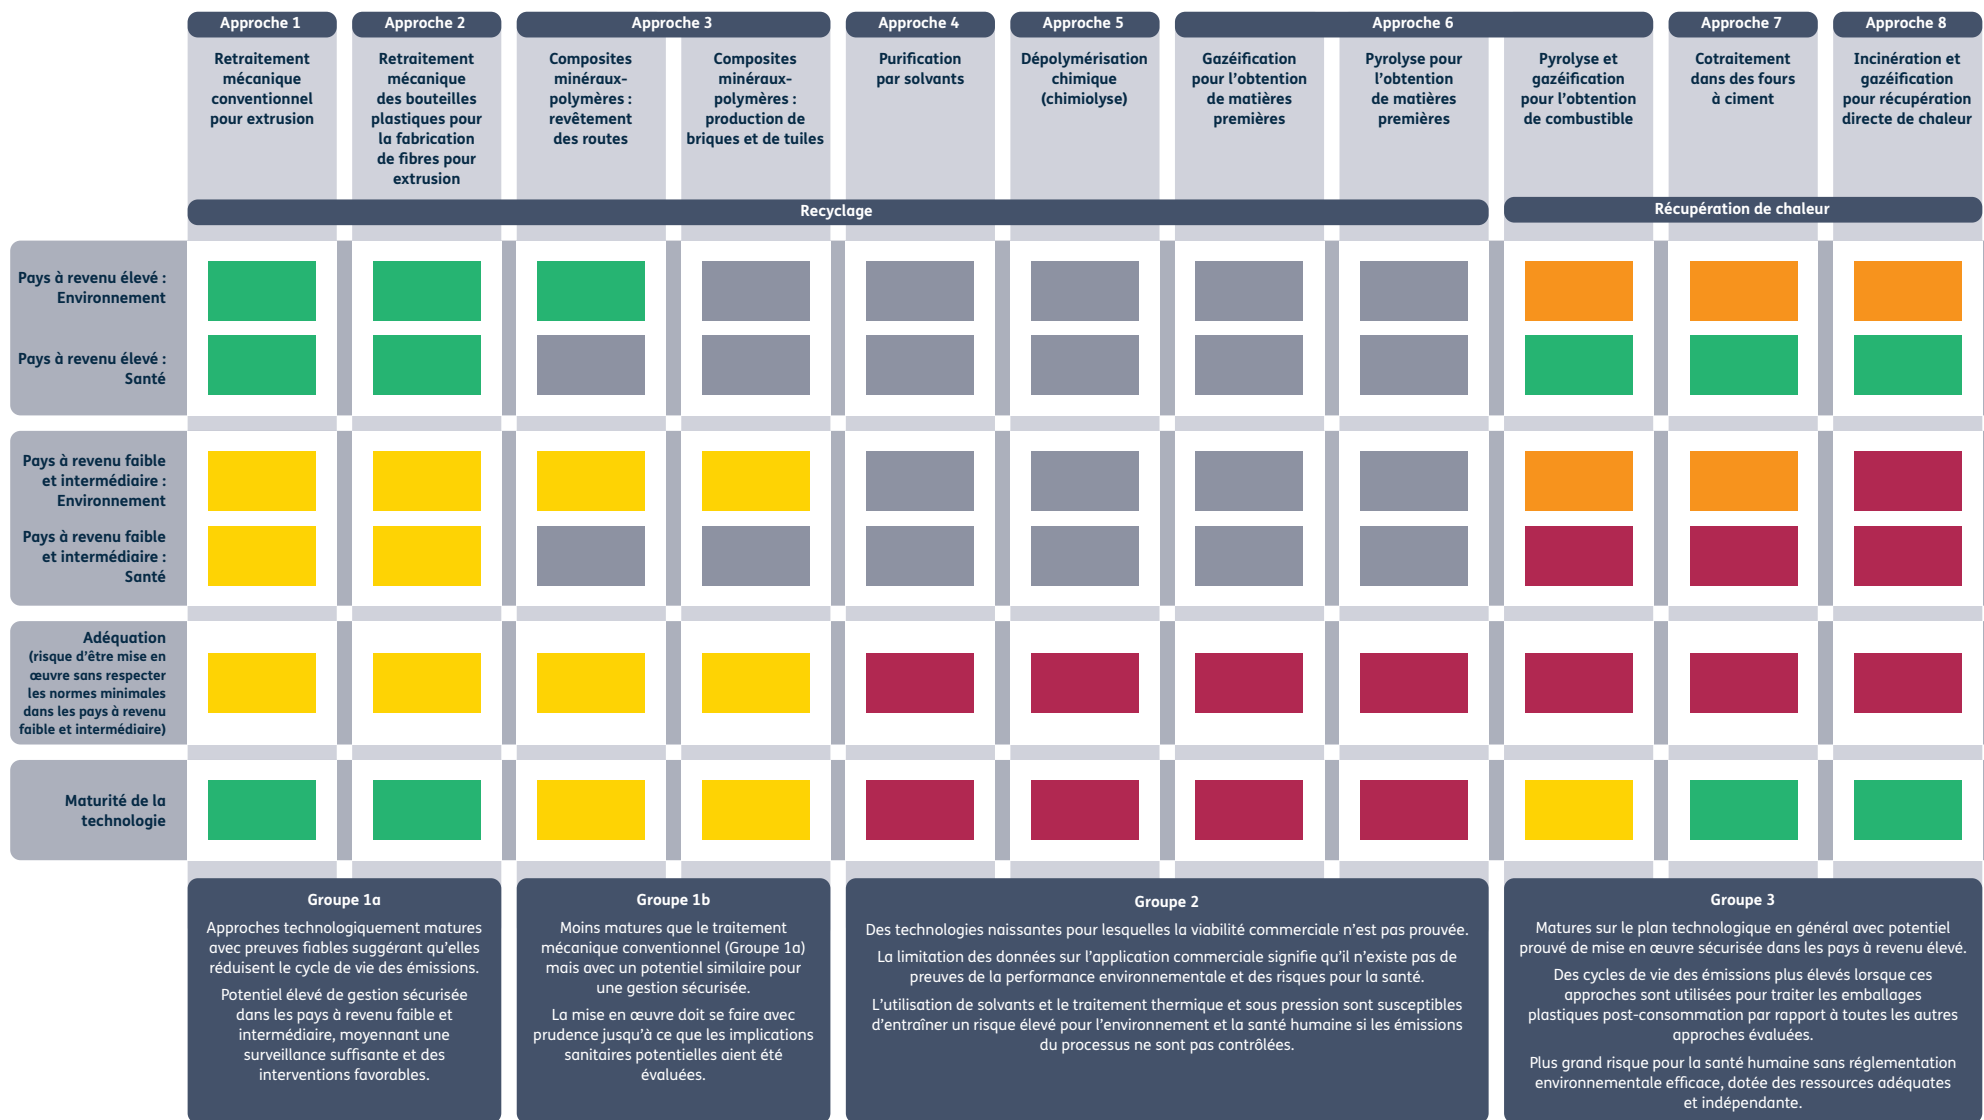 Approche 1
Approche 2
Approche 3
Approche 4
Approche 5
Approche 6
Approche 7
Approche 8
Retraitement
mécanique
conventionnel
pour extrusion
Retraitement
mécanique
des bouteilles
plastiques pour
la fabrication
de fibres pour
extrusion
Composites
minéraux-
polymères :
revêtement
des routes
Composites
minéraux-
polymères :
production de
briques et de tuiles
Purification
par solvants
Dépolymérisation
chimique
(chimiolyse)
Gazéification
pour l’obtention
de matières
premières
Pyrolyse pour
l’obtention
de matières
premières
Pyrolyse et
gazéification
pour l’obtention
de combustible
Cotraitement
dans des fours
à ciment
Incinération et
gazéification
pour récupération
directe de chaleur
Recyclage
Récupération de chaleur
Pays à revenu élevé :
Environnement
Pays à revenu élevé :
Santé
Pays à revenu faible
et intermédiaire :
Environnement
Pays à revenu faible
et intermédiaire :
Santé
Adéquation
(risque d’être mise en
œuvre sans respecter
les normes minimales
dans les pays à revenu
faible et intermédiaire)
Maturité de la
technologie
Groupe 1a
Approches technologiquement matures
avec preuves fiables suggérant qu’elles
réduisent le cycle de vie des émissions.
Potentiel élevé de gestion sécurisée
dans les pays à revenu faible et
intermédiaire, moyennant une
surveillance suffisante et des
interventions favorables.
Groupe 1b
Moins matures que le traitement
mécanique conventionnel (Groupe 1a)
mais avec un potentiel similaire pour
une gestion sécurisée.
La mise en œuvre doit se faire avec
prudence jusqu’à ce que les implications
sanitaires potentielles aient été
évaluées.
Groupe 2
Des technologies naissantes pour lesquelles la viabilité commerciale n’est pas prouvée.
La limitation des données sur l’application commerciale signifie qu’il n’existe pas de
preuves de la performance environnementale et des risques pour la santé.
L’utilisation de solvants et le traitement thermique et sous pression sont susceptibles
d’entraîner un risque élevé pour l’environnement et la santé humaine si les émissions
du processus ne sont pas contrôlées.
Groupe 3
Matures sur le plan technologique en général avec potentiel
prouvé de mise en œuvre sécurisée dans les pays à revenu élevé.
Des cycles de vie des émissions plus élevés lorsque ces
approches sont utilisées pour traiter les emballages
plastiques post-consommation par rapport à toutes les autres
approches évaluées.
Plus grand risque pour la santé humaine sans réglementation
environnementale efficace, dotée des ressources adéquates
et indépendante.